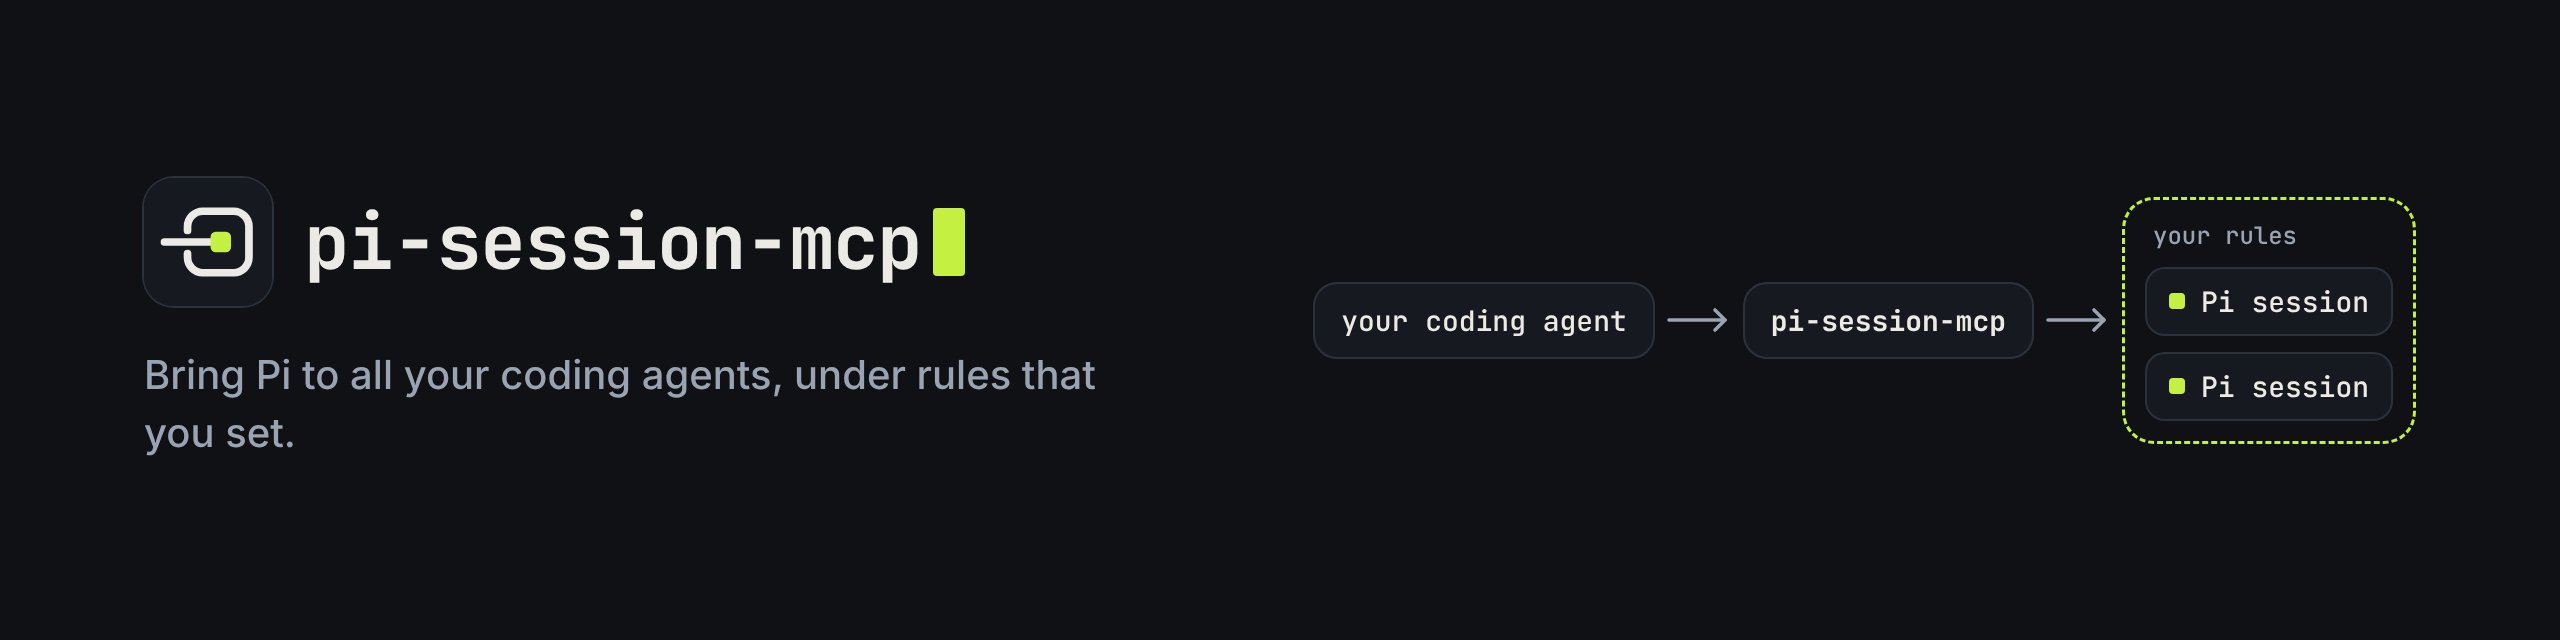 pi-session-mcp
Bring Pi to all your coding agents, under rules that
you set.
your coding agent
pi-session-mcp
your rules
Pi session
Pi session